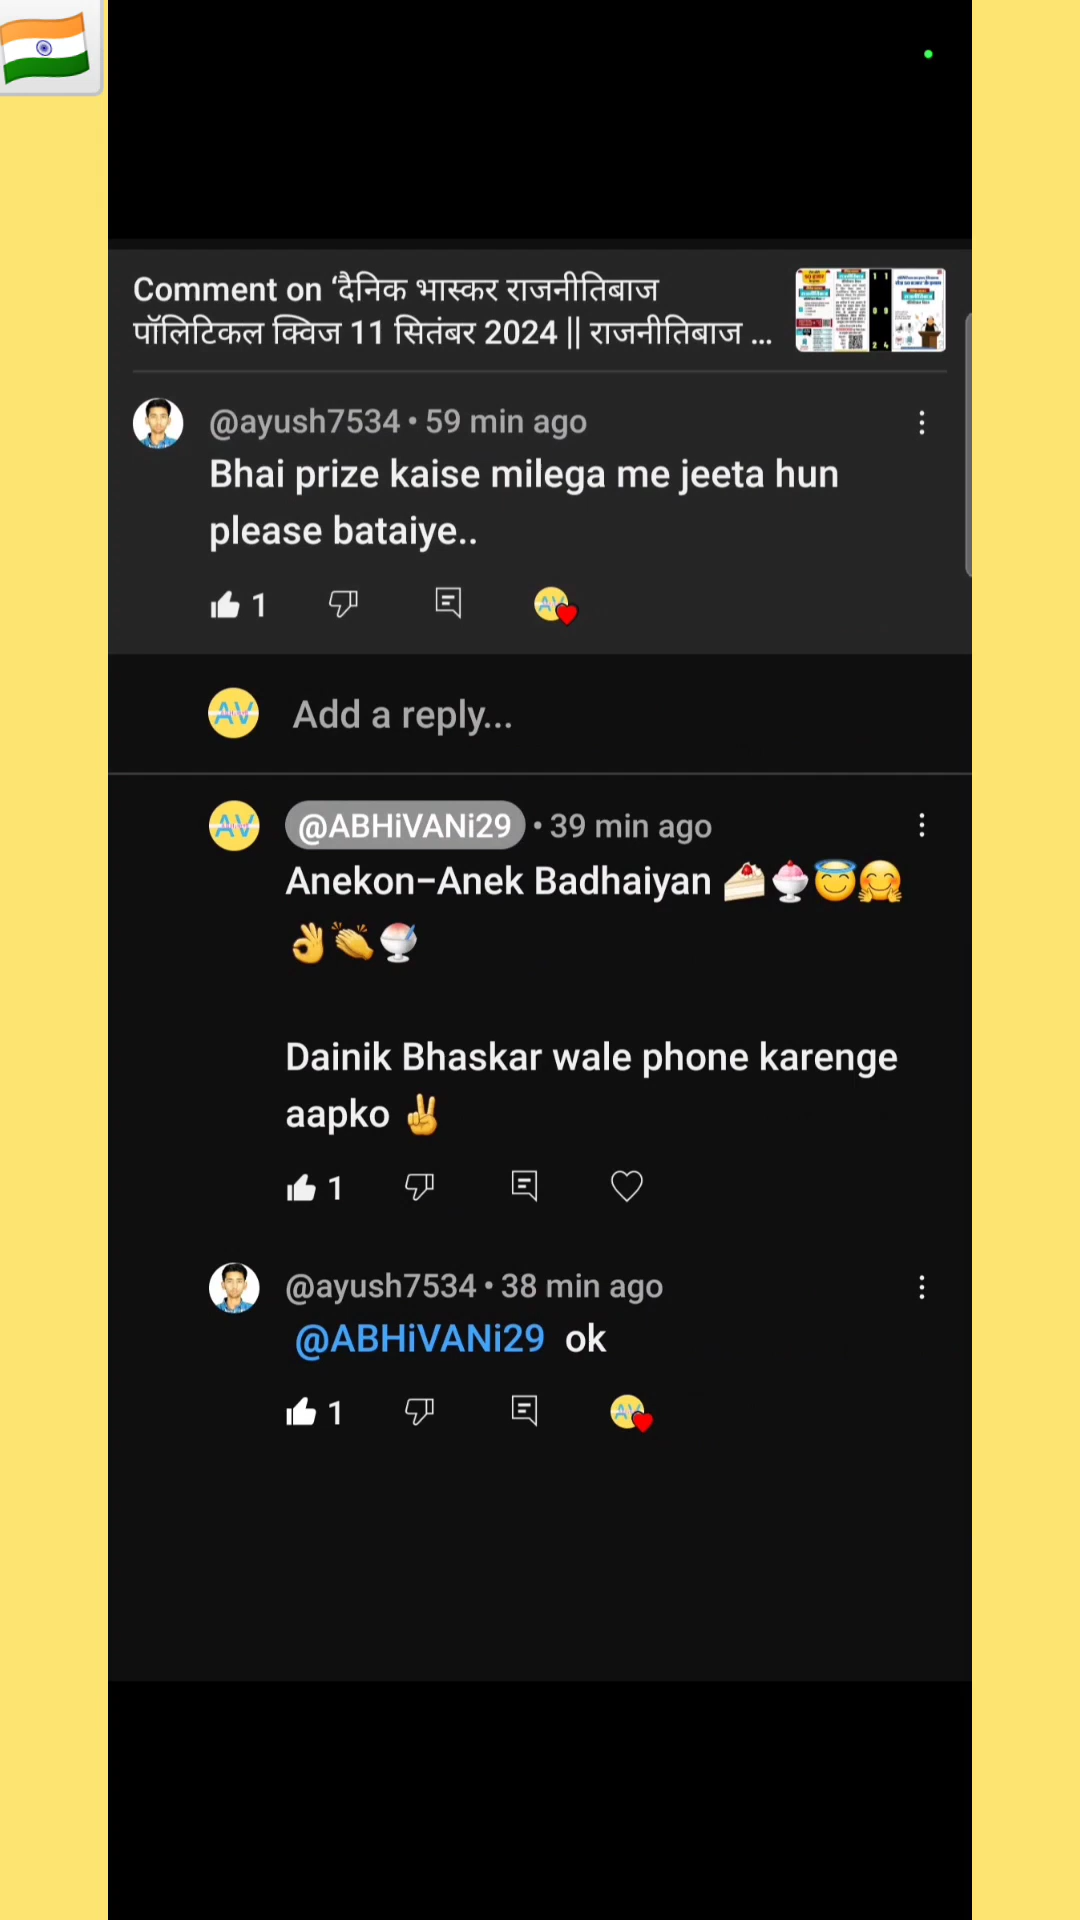 Comment on ‘दैनिक भास्कर राजनीतिबाज
पॉलिटिकल क्विज 11 सितंबर 2024 || राजनीतिबाज ...
@ayush7534 • 59 min ago
Bhai prize kaise milega me jeeta hun
please bataiye..
1
AV
Add a reply...
AV
@ABHiVANi29 • 39 min ago
Anekon–Anek Badhaiyan 🍰🍨😇🤗
👌👏🍧
Dainik Bhaskar wale phone karenge
aapko ✌
1
@ayush7534 • 38 min ago
@ABHiVANi29 ok
1